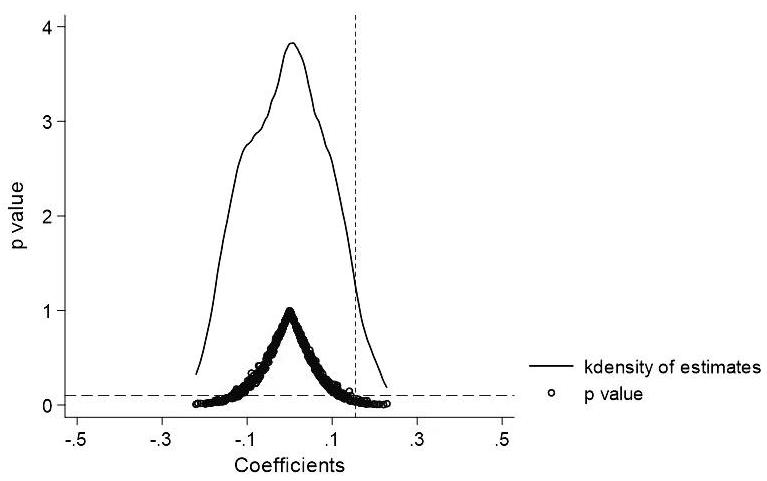 p value
4
3
2
1
0
-.5
-.3
-.1
.1
.3
.5
Coefficients
kdensity of estimates
p value